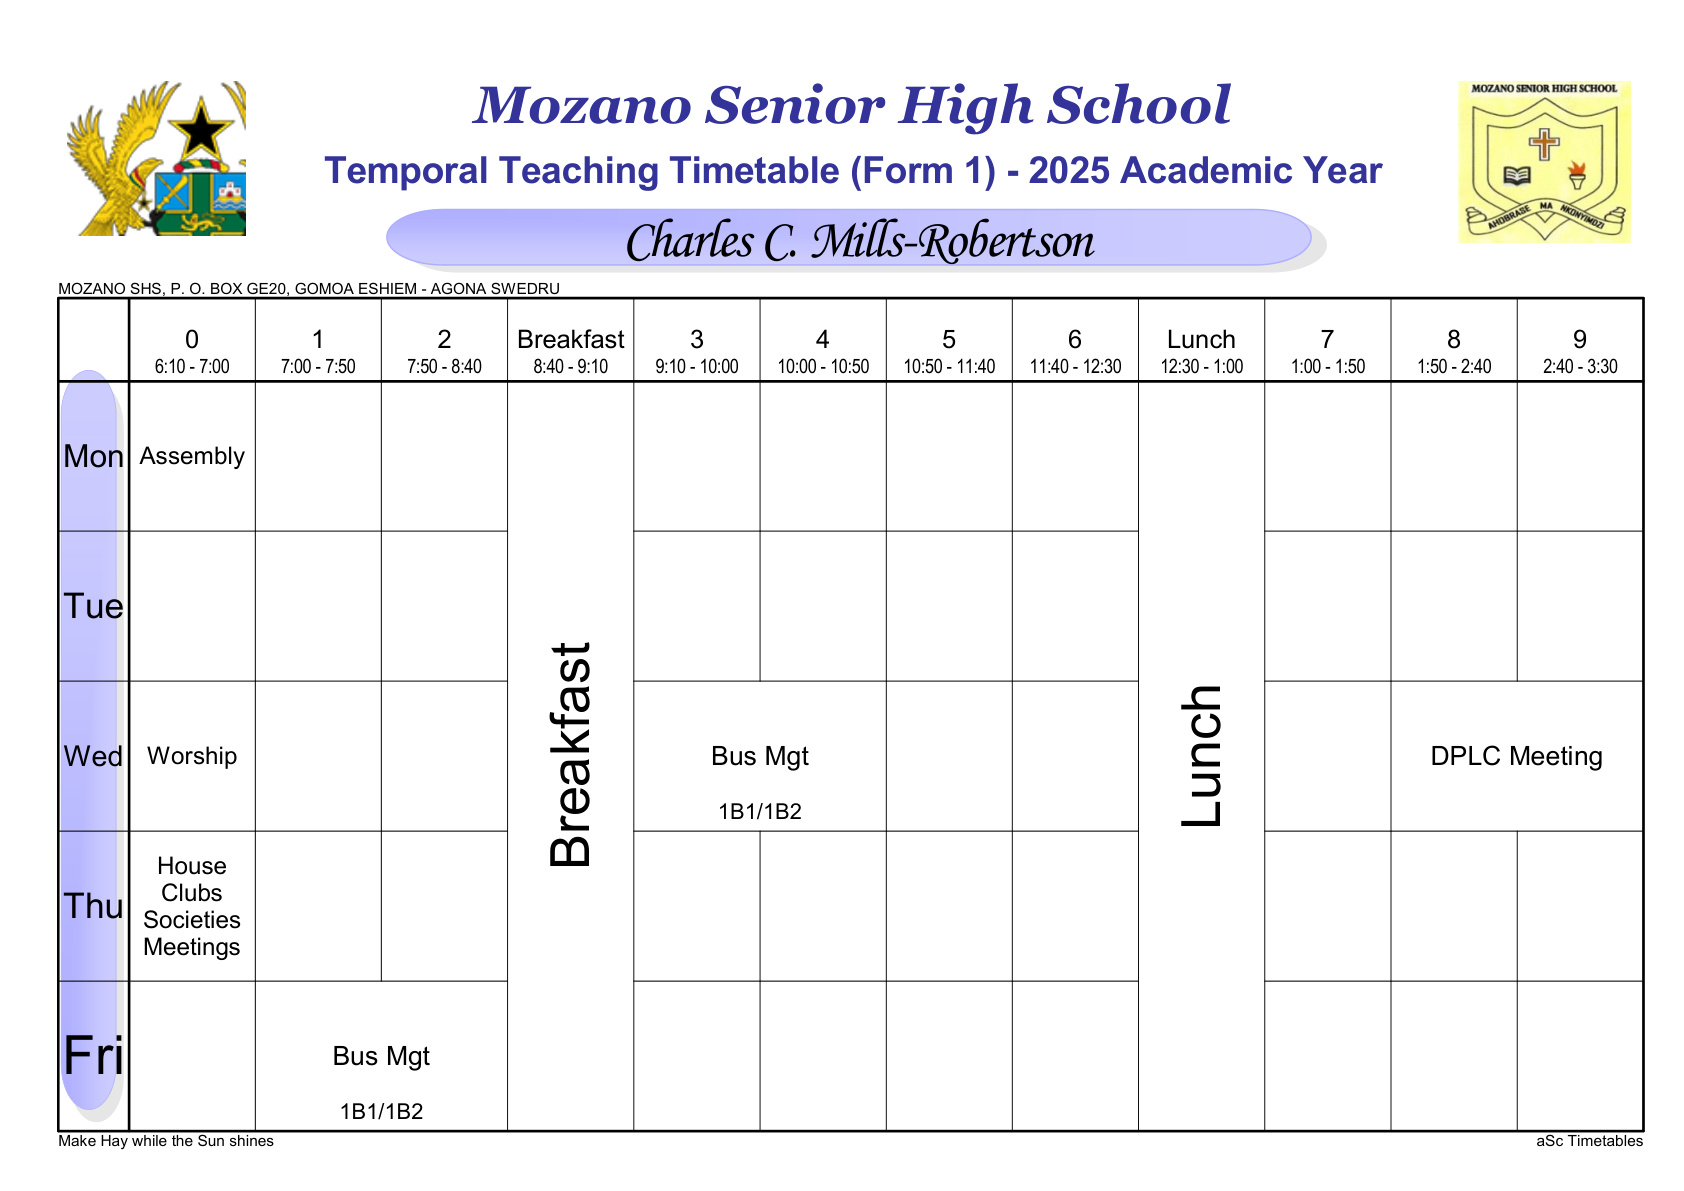 Mozano Senior High School
MOZANO SENIOR HIGH SCHOOL
Temporal Teaching Timetable (Form 1) - 2025 Academic Year
AHOBRASE MA NKONYIMDZI
Charles C. Mills-Robertson
MOZANO SHS, P. O. BOX GE20, GOMOA ESHIEM - AGONA SWEDRU
0 1 2 Breakfast 3 4 5 6 Lunch 7 8 9
6:10 - 7:00 7:00 - 7:50 7:50 - 8:40 8:40 - 9:10 9:10 - 10:00 10:00 - 10:50 10:50 - 11:40 11:40 - 12:30 12:30 - 1:00 1:00 - 1:50 1:50 - 2:40 2:40 - 3:30
Mon Assembly
Tue
Breakfast
Lunch
Wed Worship Bus Mgt DPLC Meeting
1B1/1B2
Thu
House
Clubs
Societies
Meetings
Fri Bus Mgt
1B1/1B2
Make Hay while the Sun shines aSc Timetables